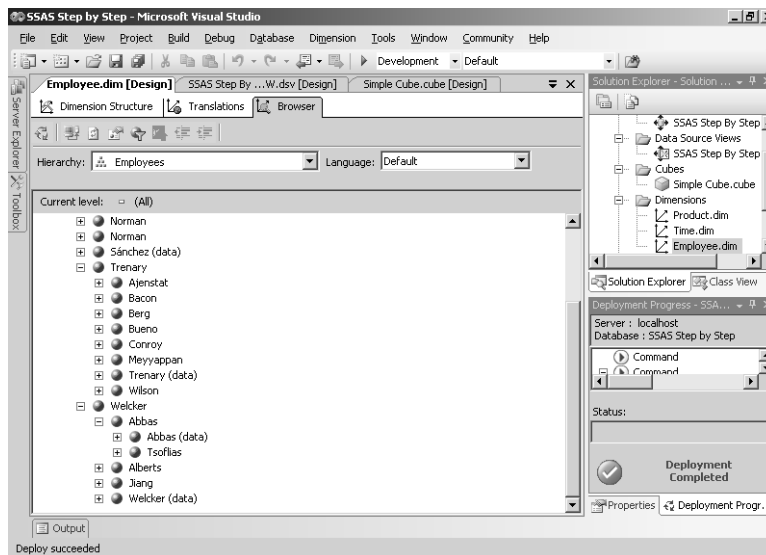 SSAS Step by Step - Microsoft Visual Studio
File Edit View Project Build Debug Database Dimension Tools Window Community Help
Development Default
Employee.dim [Design] SSAS Step By ...W.dsv [Design] Simple Cube.cube [Design]
Dimension Structure Translations Browser
Server Explorer
Toolbox
Hierarchy: Employees Language: Default
Current level: (All)
Norman
Norman
Sánchez (data)
Trenary
Ajenstat
Bacon
Berg
Bueno
Conroy
Meyyappan
Trenary (data)
Wilson
Welcker
Abbas
Abbas (data)
Tsoflias
Alberts
Jiang
Welcker (data)
Solution Explorer - Solution ...
SSAS Step By Step
Data Source Views
SSAS Step By Step
Cubes
Simple Cube.cube
Dimensions
Product.dim
Time.dim
Employee.dim
Solution Explorer Class View
Deployment Progress - SSA...
Server : localhost
Database : SSAS Step by Step
Command
Command
Status:
Deployment
Completed
Properties Deployment Progr.
Output
Deploy succeeded